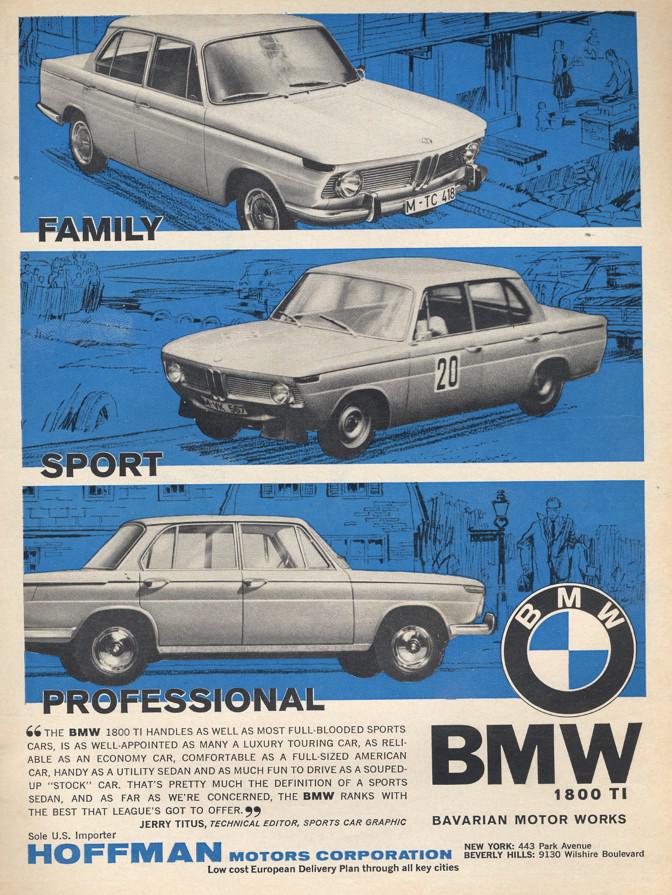 M-TC 418
FAMILY
20
SPORT
PROFESSIONAL
BMW
“THE BMW 1800 TI HANDLES AS WELL AS MOST FULL-BLOODED SPORTS
CARS, IS AS WELL-APPOINTED AS MANY A LUXURY TOURING CAR, AS RELI-
ABLE AS AN ECONOMY CAR, COMFORTABLE AS A FULL-SIZED AMERICAN
CAR, HANDY AS A UTILITY SEDAN AND AS MUCH FUN TO DRIVE AS A SOUPED-
UP "STOCK" CAR. THAT'S PRETTY MUCH THE DEFINITION OF A SPORTS
SEDAN, AND AS FAR AS WE'RE CONCERNED, THE BMW RANKS WITH
THE BEST THAT LEAGUE'S GOT TO OFFER.”
JERRY TITUS, TECHNICAL EDITOR, SPORTS CAR GRAPHIC
BMW
1800 TI
BAVARIAN MOTOR WORKS
Sole U.S. Importer
HOFFMAN MOTORS CORPORATION
NEW YORK: 443 Park Avenue
BEVERLY HILLS: 9130 Wilshire Boulevard
Low cost European Delivery Plan through all key cities